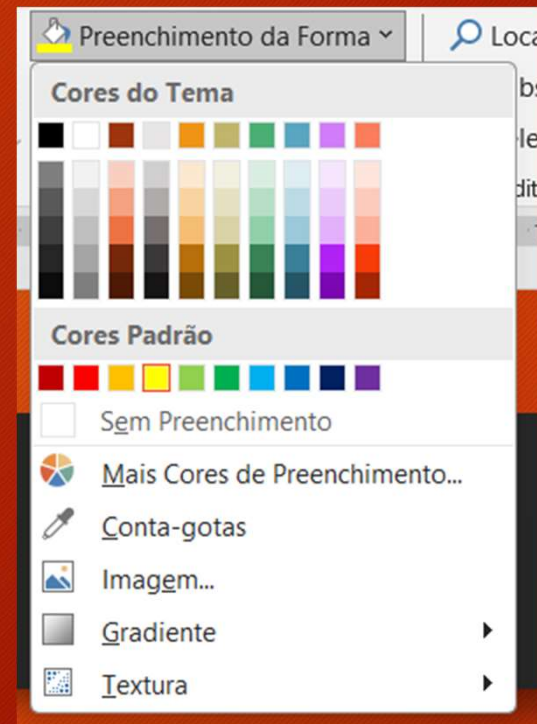 Preenchimento da Forma
Cores do Tema
Cores Padrão
Sem Preenchimento
Mais Cores de Preenchimento...
Conta-gotas
Imagem...
Gradiente
Textura